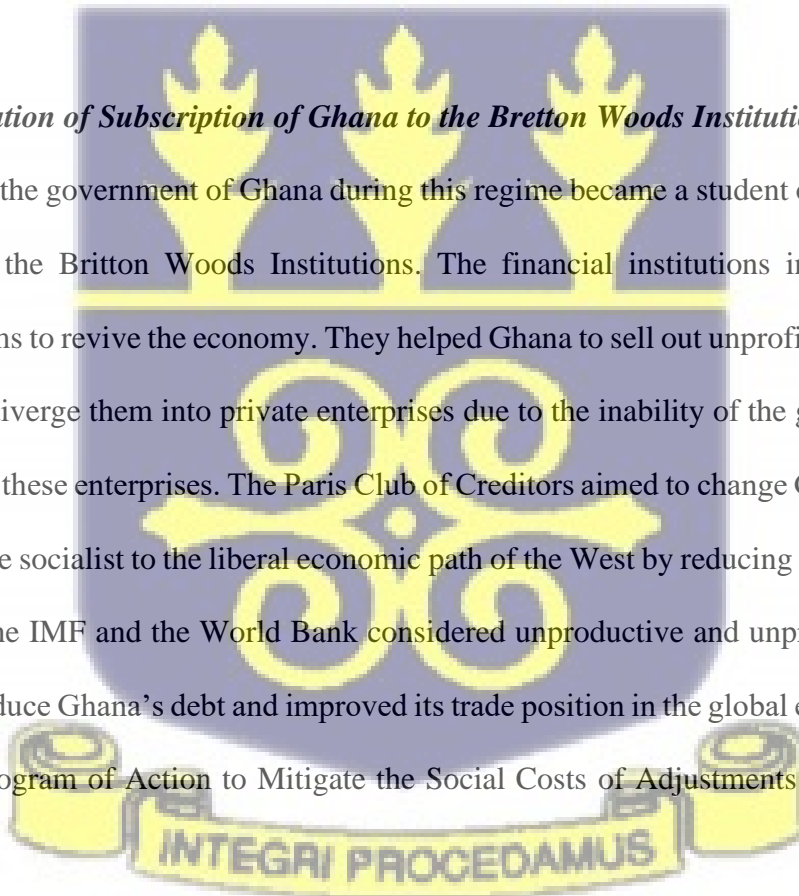 tion of Subscription of Ghana to the Bretton Woods Instituti
the government of Ghana during this regime became a student
the Britton Woods Institutions. The financial institutions in
ns to revive the economy. They helped Ghana to sell out unprofi
iverge them into private enterprises due to the inability of the g
these enterprises. The Paris Club of Creditors aimed to change
e socialist to the liberal economic path of the West by reducing
he IMF and the World Bank considered unproductive and unpr
duce Ghana’s debt and improved its trade position in the global e
ogram of Action to Mitigate the Social Costs of Adjustments
INTEGRI PROCEDAMUS